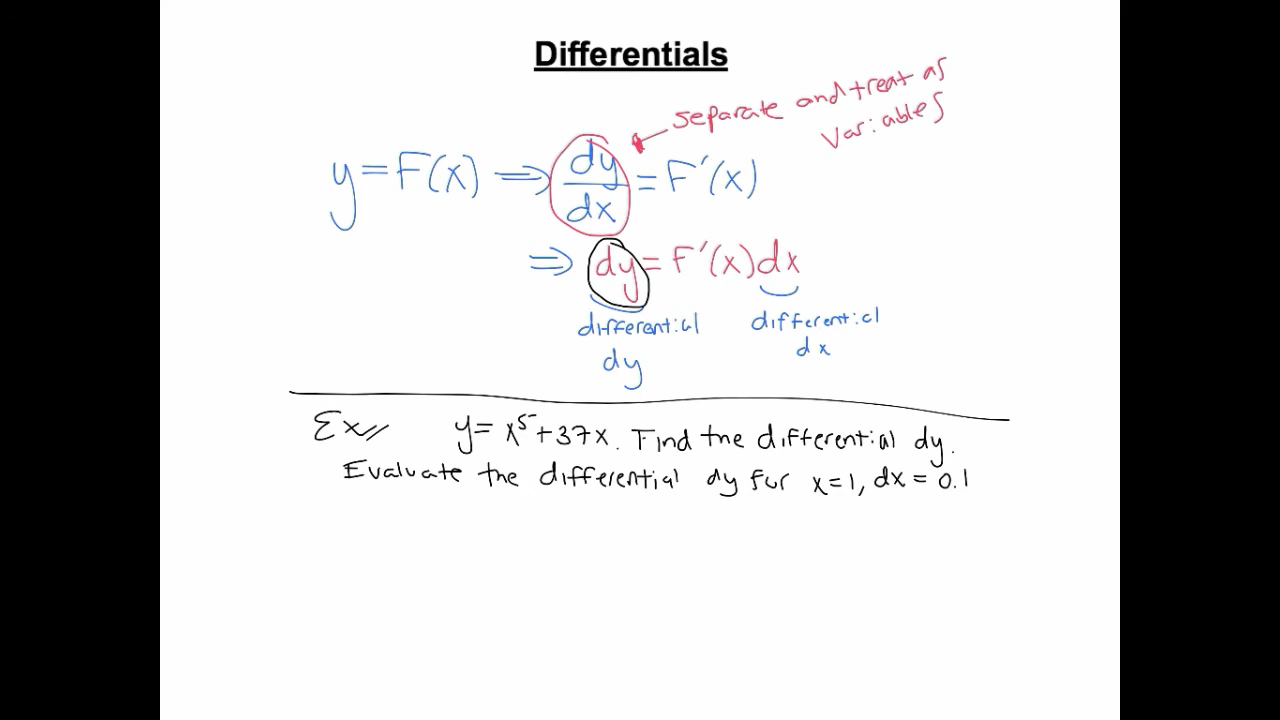 Differentials
separate and treat as
variables
y = F(x) ⟹ dy/dx = F'(x)
⟹ dy = F'(x)dx
differential differential
dy dx
Ex// y = x⁵ + 37x. Find the differential dy.
Evaluate the differential dy for x = 1, dx = 0.1